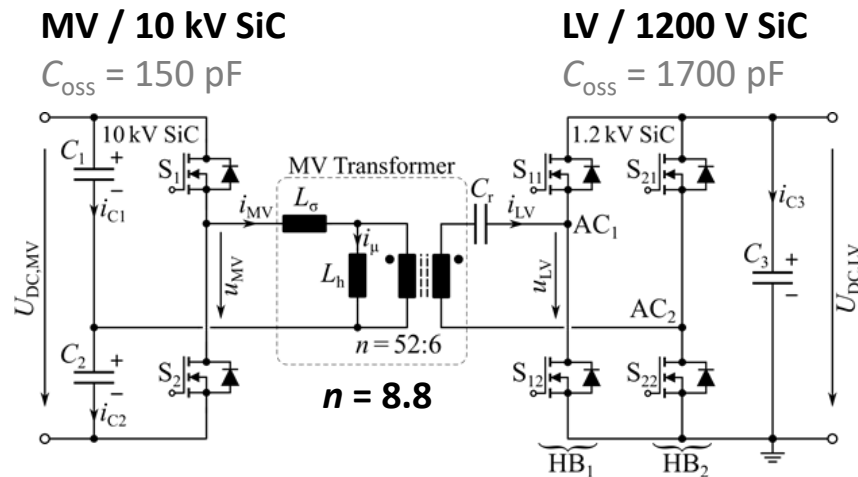 MV / 10 kV SiC
Coss = 150 pF
LV / 1200 V SiC
Coss = 1700 pF
10 kV SiC
1.2 kV SiC
MV Transformer
C1
+
−
iC1
S1
iMV
Lσ
iμ
Lh
uMV
n = 52:6
Cr
iLV
AC1
S11
S21
iC3
C3
+
−
uLV
AC2
UDC,MV
UDC,LV
C2
+
−
iC2
S2
n = 8.8
S12
S22
HB1
HB2